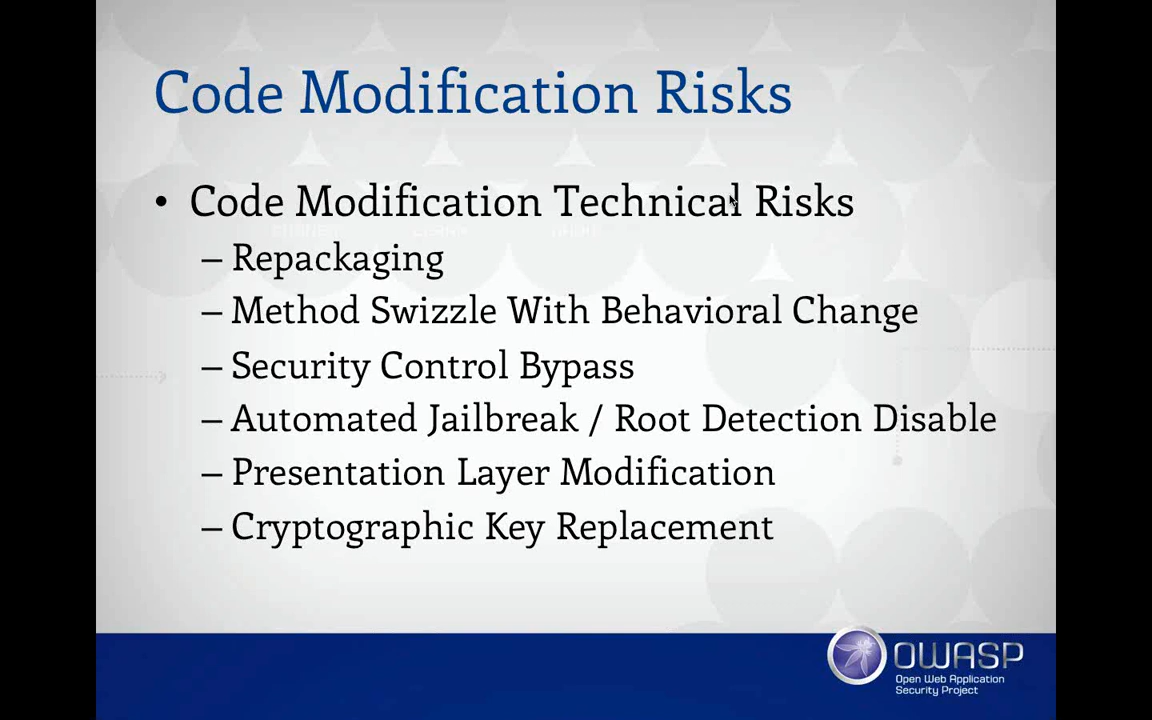 Code Modification Risks
• Code Modification Technical Risks
– Repackaging
– Method Swizzle With Behavioral Change
– Security Control Bypass
– Automated Jailbreak / Root Detection Disable
– Presentation Layer Modification
– Cryptographic Key Replacement
OWASP
Open Web Application
Security Project